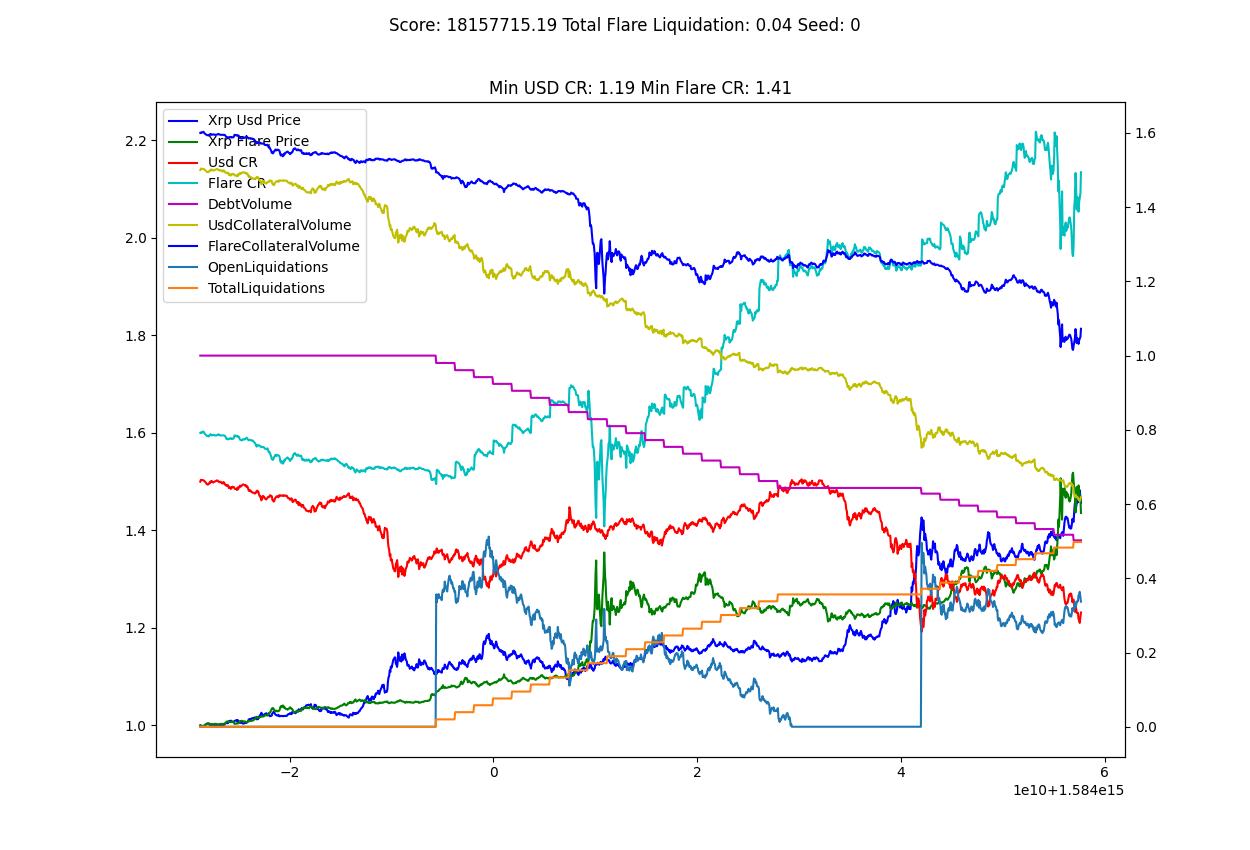 Score: 18157715.19 Total Flare Liquidation: 0.04 Seed: 0
Min USD CR: 1.19 Min Flare CR: 1.41
Xrp Usd Price
Xrp Flare Price
Usd CR
Flare CR
DebtVolume
UsdCollateralVolume
FlareCollateralVolume
OpenLiquidations
TotalLiquidations
2.2
2.0
1.8
1.6
1.4
1.2
1.0
1.6
1.4
1.2
1.0
0.8
0.6
0.4
0.2
0.0
−2 0 2 4 6
1e10+1.584e15